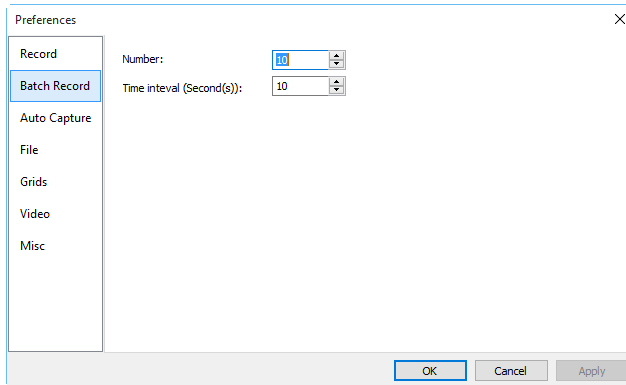 Preferences
Record
Batch Record
Auto Capture
File
Grids
Video
Misc
Number: 10
Time inteval (Second(s)): 10
OK Cancel Apply